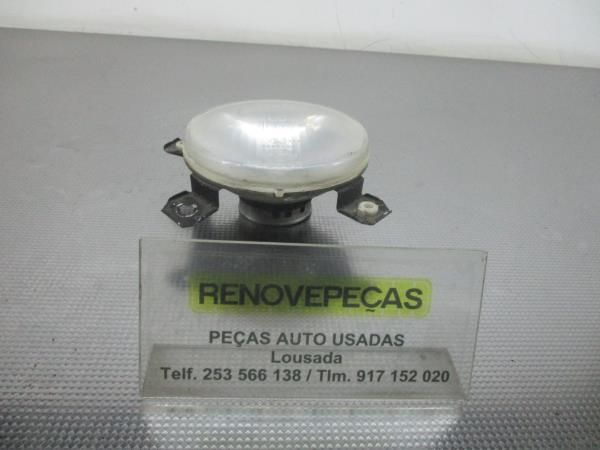 RENOVEPEÇAS
PEÇAS AUTO USADAS
Lousada
Telf. 253 566 138 / Tlm. 917 152 020